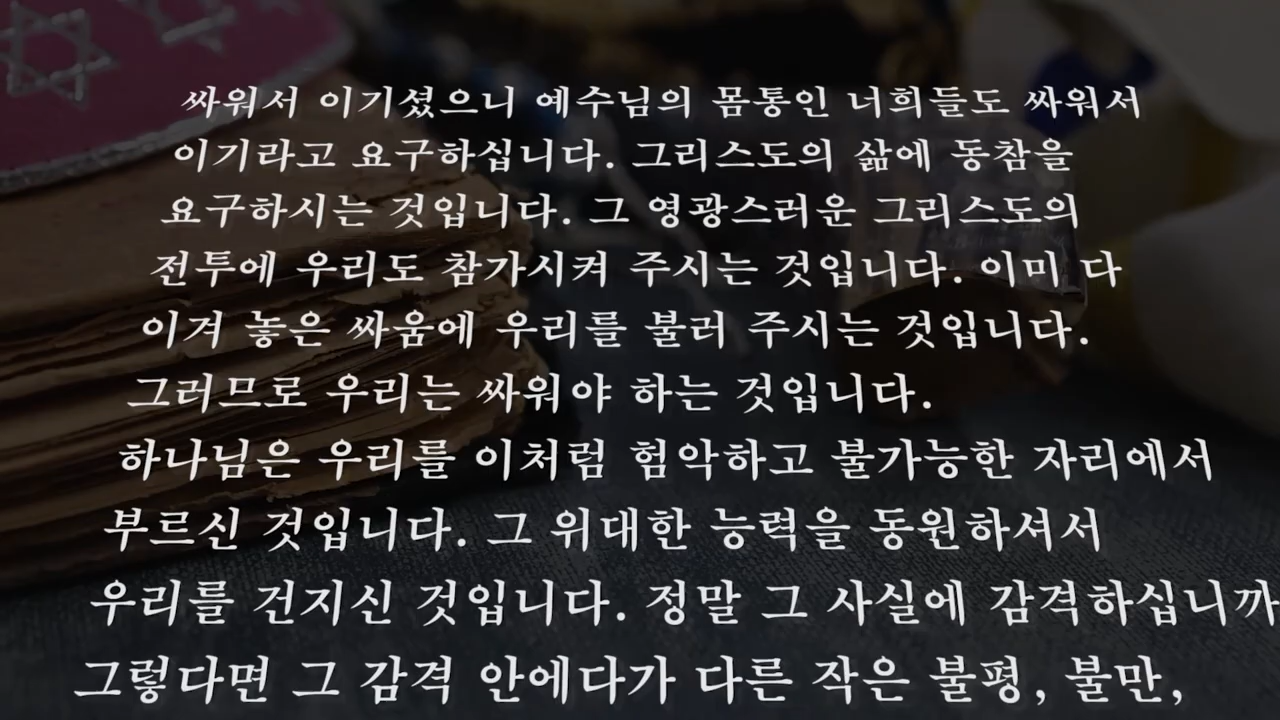 싸워서 이기셨으니 예수님의 몸통인 너희들도 싸워서
이기라고 요구하십니다. 그리스도의 삶에 동참을
요구하시는 것입니다. 그 영광스러운 그리스도의
전투에 우리도 참가시켜 주시는 것입니다. 이미 다
이겨 놓은 싸움에 우리를 불러 주시는 것입니다.
그러므로 우리는 싸워야 하는 것입니다.
하나님은 우리를 이처럼 험악하고 불가능한 자리에서
부르신 것입니다. 그 위대한 능력을 동원하셔서
우리를 건지신 것입니다. 정말 그 사실에 감격하십니까
그렇다면 그 감격 안에다가 다른 작은 불평, 불만,